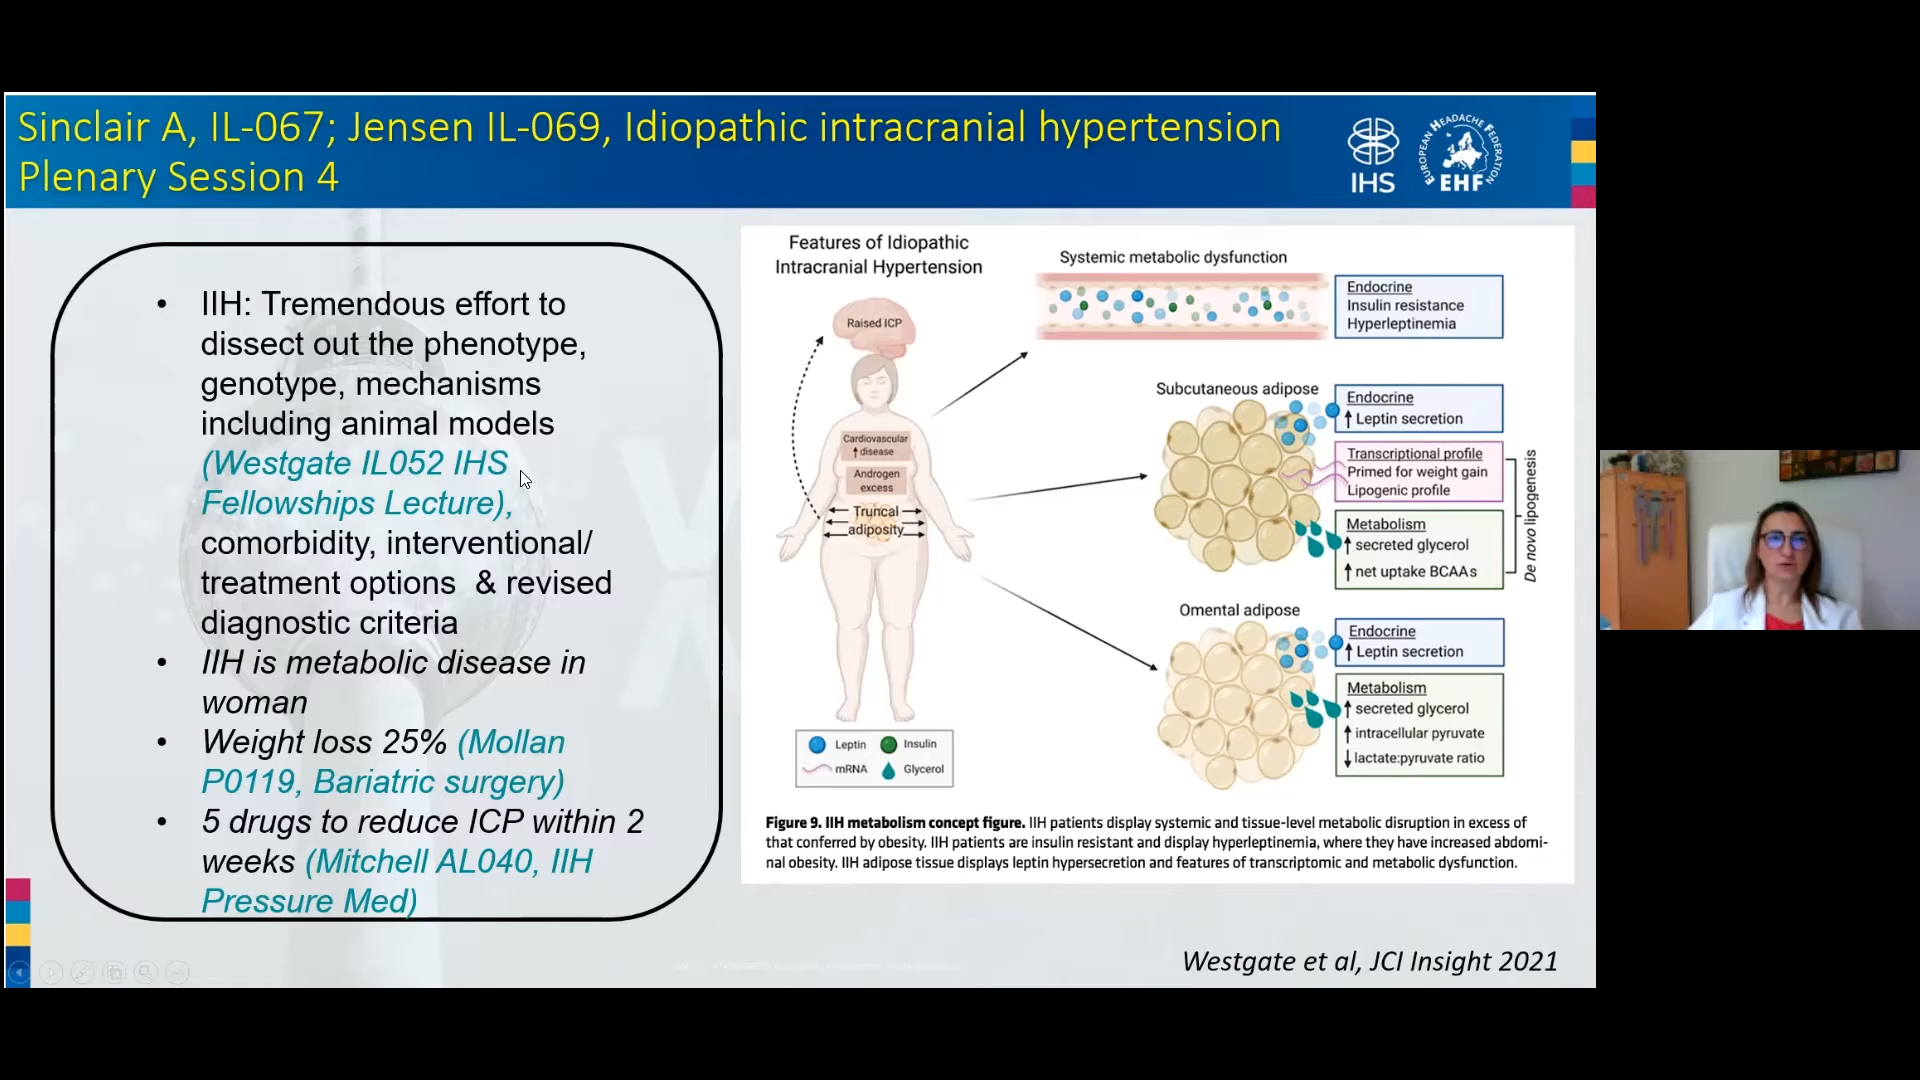 Sinclair A, IL-067; Jensen IL-069, Idiopathic intracranial hypertension
Plenary Session 4
IHS
EUROPEAN HEADACHE FEDERATION
EHF
• IIH: Tremendous effort to
dissect out the phenotype,
genotype, mechanisms
including animal models
(Westgate IL052 IHS
Fellowships Lecture),
comorbidity, interventional/
treatment options & revised
diagnostic criteria
• IIH is metabolic disease in
woman
• Weight loss 25% (Mollan
P0119, Bariatric surgery)
• 5 drugs to reduce ICP within 2
weeks (Mitchell AL040, IIH
Pressure Med)
Features of Idiopathic
Intracranial Hypertension
Raised ICP
Cardiovascular
↑ disease
Androgen
excess
Truncal
adiposity
Leptin
Insulin
mRNA
Glycerol
Systemic metabolic dysfunction
Endocrine
Insulin resistance
Hyperleptinemia
Subcutaneous adipose
Endocrine
↑ Leptin secretion
Transcriptional profile
Primed for weight gain
Lipogenic profile
Metabolism
↑ secreted glycerol
↑ net uptake BCAAs
De novo lipogenesis
Omental adipose
Endocrine
↑ Leptin secretion
Metabolism
↑ secreted glycerol
↑ intracellular pyruvate
↓ lactate:pyruvate ratio
Figure 9. IIH metabolism concept figure. IIH patients display systemic and tissue-level metabolic disruption in excess of
that conferred by obesity. IIH patients are insulin resistant and display hyperleptinemia, where they have increased abdomi-
nal obesity. IIH adipose tissue displays leptin hypersecretion and features of transcriptomic and metabolic dysfunction.
Westgate et al, JCI Insight 2021